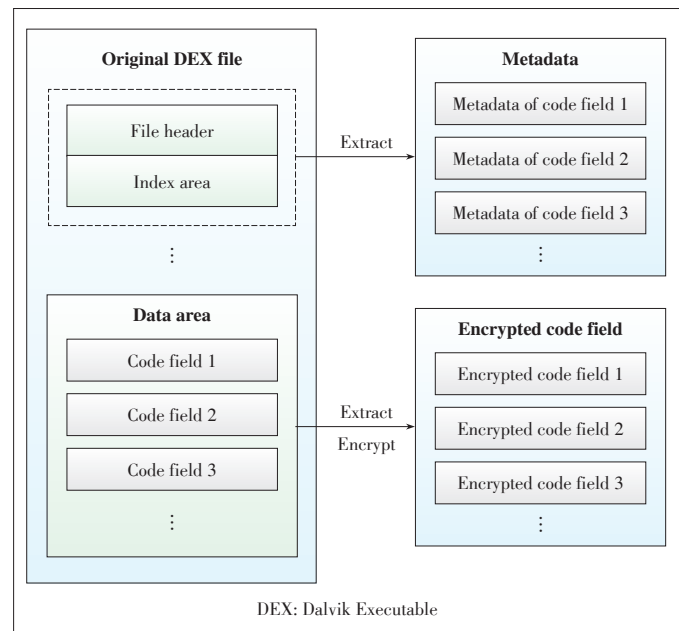 Original DEX file
File header
Index area
⋮
Data area
Code field 1
Code field 2
Code field 3
⋮
Extract
Extract
Encrypt
Metadata
Metadata of code field 1
Metadata of code field 2
Metadata of code field 3
⋮
Encrypted code field
Encrypted code field 1
Encrypted code field 2
Encrypted code field 3
⋮
DEX: Dalvik Executable